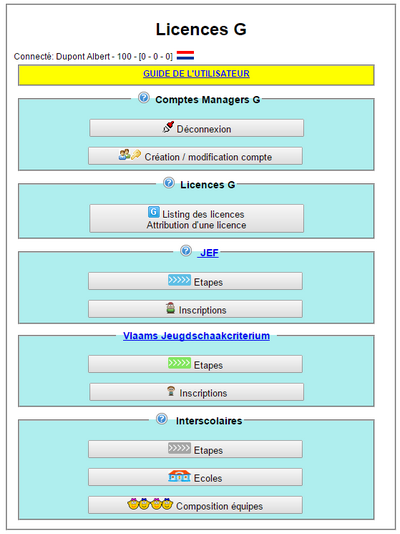 Licences G
Connecté: Dupont Albert - 100 - [0 - 0 - 0]
GUIDE DE L'UTILISATEUR
Comptes Managers G
Déconnexion
Création / modification compte
Licences G
G Listing des licences
Attribution d'une licence
JEF
Etapes
Inscriptions
Vlaams Jeugdschaakcriterium
Etapes
Inscriptions
Interscolaires
Etapes
Ecoles
Composition équipes